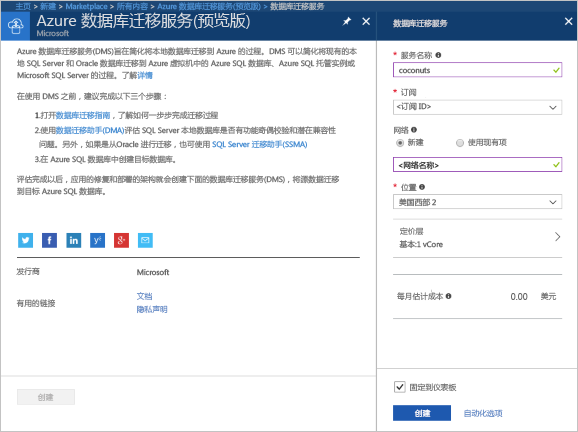 主页 > 新建 > Marketplace > 所有内容 > Azure 数据库迁移服务(预览版) > 数据库迁移服务
Azure 数据库迁移服务(预览版)
Microsoft
Azure 数据库迁移服务(DMS)旨在简化将本地数据迁移到 Azure 的过程。DMS 可以简化将现有的本
地 SQL Server 和 Oracle 数据库迁移到 Azure 虚拟机中的 Azure SQL 数据库、Azure SQL 托管实例或
Microsoft SQL Server 的过程。了解详情
在使用 DMS 之前，建议完成以下三个步骤：
1.打开数据库迁移指南，了解如何一步步完成迁移过程
2.使用数据迁移助手(DMA)评估 SQL Server 本地数据库是否有功能奇偶校验和潜在兼容性
问题。另外，如果是从Oracle 进行迁移，也可使用 SQL Server 迁移助手(SSMA)
3.在 Azure SQL 数据库中创建目标数据库。
评估完成以后，应用的修复和部署的架构就会创建下面的数据库迁移服务(DMS)，将源数据迁移
到目标 Azure SQL 数据库。
发行商 Microsoft
有用的链接 文档
隐私声明
创建
数据库迁移服务
* 服务名称
coconuts
* 订阅
<订阅 ID>
网络
新建 使用现有项
<网络名称>
* 位置
美国西部 2
定价层
基本:1 vCore
每月估计成本 0.00 美元
固定到仪表板
创建 自动化选项